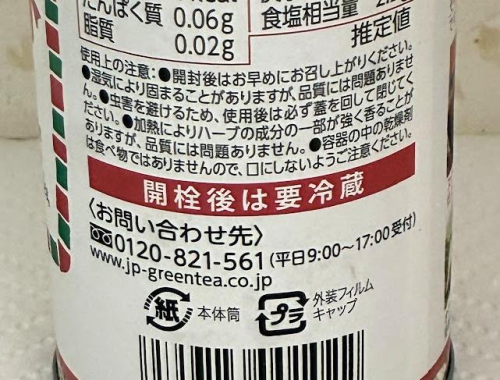 たんぱく質 0.06g
脂質 0.02g
食塩相当量
推定値
使用上の注意:●開封後はお早めにお召し上がりください。
●湿気により固まることがありますが、品質には問題ありませ
ん。●虫害を避けるため、使用後は必ず蓋を回して閉じてく
ださい。●加熱によりハーブの成分の一部が強く香ることが
ありますが、品質には問題ありません。●容器の中の乾燥剤
は食べ物ではありませんので、口にしないようご注意ください。
開栓後は要冷蔵
〈お問い合わせ先〉
0120-821-561(平日9:00〜17:00受付)
www.jp-greentea.co.jp
紙 本体筒
プラ 外装フィルム
キャップ